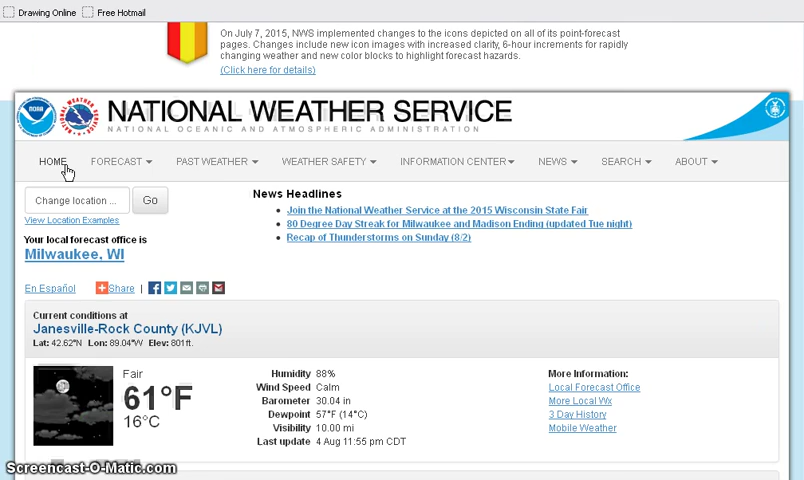 Drawing Online Free Hotmail
On July 7, 2015, NWS implemented changes to the icons depicted on all of its point-forecast
pages. Changes include new icon images with increased clarity, 6-hour increments for rapidly
changing weather and new color blocks to highlight forecast hazards.
(Click here for details)
NOAA
NATIONAL WEATHER SERVICE
NATIONAL OCEANIC AND ATMOSPHERIC ADMINISTRATION
HOME FORECAST PAST WEATHER WEATHER SAFETY INFORMATION CENTER NEWS SEARCH ABOUT
Change location ... Go
View Location Examples
Your local forecast office is
Milwaukee, WI
News Headlines
Join the National Weather Service at the 2015 Wisconsin State Fair
80 Degree Day Streak for Milwaukee and Madison Ending (updated Tue night)
Recap of Thunderstorms on Sunday (8/2)
En Español Share |
Current conditions at
Janesville-Rock County (KJVL)
Lat: 42.62°N Lon: 89.04°W Elev: 801ft.
Fair
61°F
16°C
Humidity 88%
Wind Speed Calm
Barometer 30.04 in
Dewpoint 57°F (14°C)
Visibility 10.00 mi
Last update 4 Aug 11:55 pm CDT
More Information:
Local Forecast Office
More Local Wx
3 Day History
Mobile Weather
Screencast-O-Matic.com